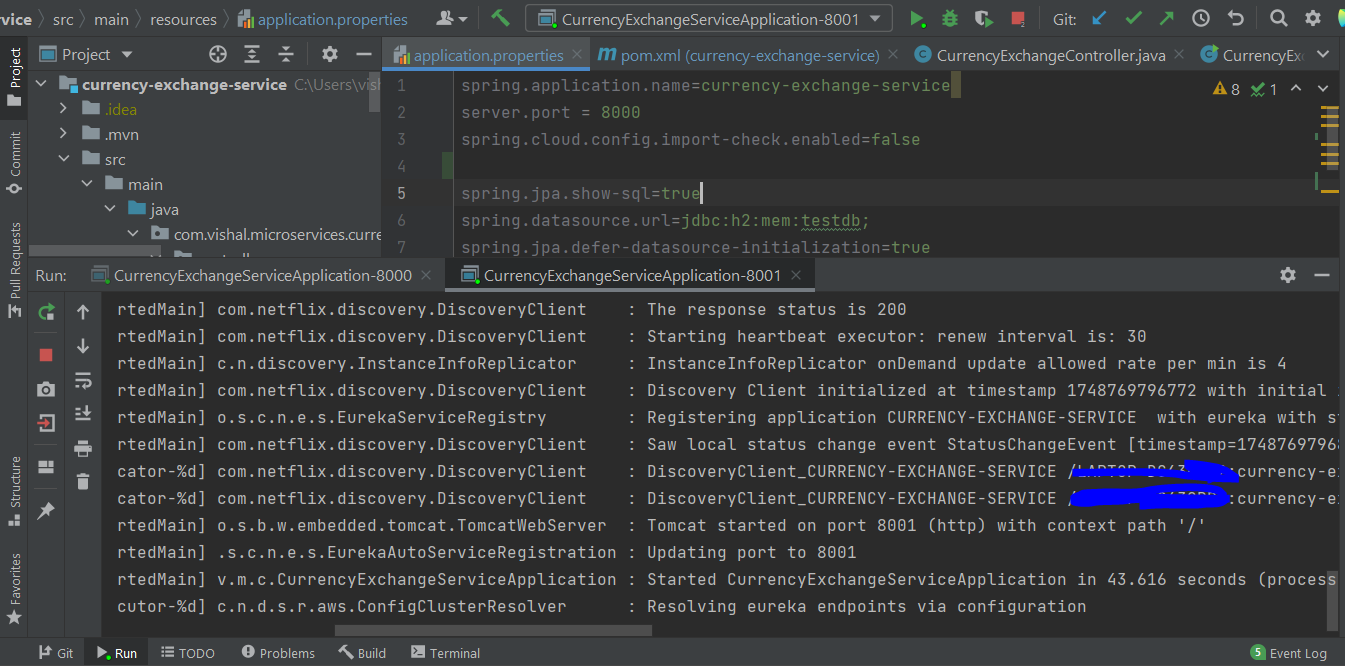 rvice > src > main > resources > application.properties CurrencyExchangeServiceApplication-8001 Git:
Project application.properties pom.xml (currency-exchange-service) CurrencyExchangeController.java CurrencyEx
currency-exchange-service C:\Users\vis
.idea
.mvn
src
main
java
com.vishal.microservices.curre
1 spring.application.name=currency-exchange-service
2 server.port = 8000
3 spring.cloud.config.import-check.enabled=false
4
5 spring.jpa.show-sql=true
6 spring.datasource.url=jdbc:h2:mem:testdb;
7 spring.jpa.defer-datasource-initialization=true
8 1
Project
Commit
Pull Requests
Structure
Favorites
Run: CurrencyExchangeServiceApplication-8000 CurrencyExchangeServiceApplication-8001
rtedMain] com.netflix.discovery.DiscoveryClient : The response status is 200
rtedMain] com.netflix.discovery.DiscoveryClient : Starting heartbeat executor: renew interval is: 30
rtedMain] c.n.discovery.InstanceInfoReplicator : InstanceInfoReplicator onDemand update allowed rate per min is 4
rtedMain] com.netflix.discovery.DiscoveryClient : Discovery Client initialized at timestamp 1748769796772 with initial
rtedMain] o.s.c.n.e.s.EurekaServiceRegistry : Registering application CURRENCY-EXCHANGE-SERVICE with eureka with s
rtedMain] com.netflix.discovery.DiscoveryClient : Saw local status change event StatusChangeEvent [timestamp=1748769796
cator-%d] com.netflix.discovery.DiscoveryClient : DiscoveryClient_CURRENCY-EXCHANGE-SERVICE / :currency-e
cator-%d] com.netflix.discovery.DiscoveryClient : DiscoveryClient_CURRENCY-EXCHANGE-SERVICE / :currency-e
rtedMain] o.s.b.w.embedded.tomcat.TomcatWebServer : Tomcat started on port 8001 (http) with context path '/'
rtedMain] .s.c.n.e.s.EurekaAutoServiceRegistration : Updating port to 8001
rtedMain] v.m.c.CurrencyExchangeServiceApplication : Started CurrencyExchangeServiceApplication in 43.616 seconds (process
cutor-%d] c.n.d.s.r.aws.ConfigClusterResolver : Resolving eureka endpoints via configuration
Git Run TODO Problems Build Terminal 5 Event Log